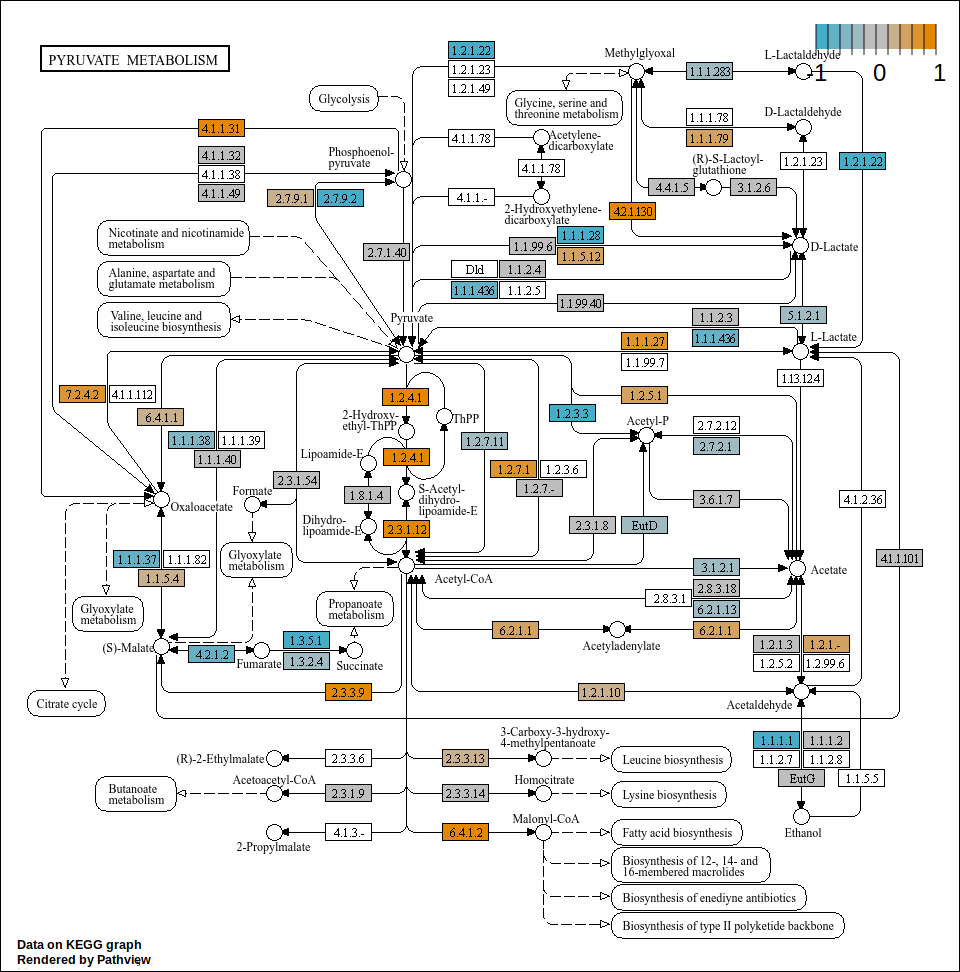 PYRUVATE METABOLISM
-1 0 1
1.2.1.22
1.2.1.23
1.2.1.49
Methylglyoxal
1.1.1.283
L-Lactaldehyde
Glycolysis
Glycine, serine and
threonine metabolism
1.1.1.78
1.1.1.79
D-Lactaldehyde
4.1.1.31
4.1.1.32
4.1.1.38
4.1.1.49
Phosphoenol-
pyruvate
4.1.1.78
Acetylene-
dicarboxylate
4.1.1.78
(R)-S-Lactoyl-
glutathione
1.2.1.23
1.2.1.22
2.7.9.1
2.7.9.2
4.1.1.-
2-Hydroxyethylene-
dicarboxylate
4.4.1.5
3.1.2.6
4.2.1.130
Nicotinate and nicotinamide
metabolism
2.7.1.40
1.1.99.6
1.1.1.28
1.1.5.12
D-Lactate
Alanine, aspartate and
glutamate metabolism
Dld
1.1.2.4
1.1.1.436
1.1.2.5
1.1.99.40
Valine, leucine and
isoleucine biosynthesis
Pyruvate
1.1.2.3
1.1.1.436
5.1.2.1
L-Lactate
1.1.1.27
1.1.99.7
1.13.12.4
7.2.4.2
4.1.1.112
6.4.1.1
1.2.4.1
1.2.5.1
2-Hydroxy-
ethyl-ThPP
ThPP
1.2.3.3
Acetyl-P
2.7.2.12
2.7.2.1
1.1.1.38
1.1.1.39
1.1.1.40
1.2.7.11
Lipoamide-E
1.2.4.1
1.2.7.1
1.2.3.6
1.2.7.-
2.3.1.54
Formate
1.8.1.4
S-Acetyl-
dihydro-
lipoamide-E
Oxaloacetate
3.6.1.7
1.2.1.36
Dihydro-
lipoamide-E
2.3.1.12
2.3.1.8
EutD
Glyoxylate
metabolism
1.1.1.37
1.1.1.82
1.1.5.4
Acetyl-CoA
3.1.2.1
Acetate
1.1.1.101
2.8.3.18
2.8.3.1
6.2.1.13
Glyoxylate
metabolism
Propanoate
metabolism
6.2.1.1
Acetyladenylate
6.2.1.1
(S)-Malate
4.2.1.2
Fumarate
1.3.5.1
1.3.2.4
Succinate
1.2.1.3
1.2.1.-
1.2.5.2
1.2.99.6
Citrate cycle
2.3.3.9
1.2.1.10
Acetaldehyde
3-Carboxy-3-hydroxy-
4-methylpentanoate
1.1.1.1
1.1.1.2
1.1.2.7
1.1.2.8
EutG
1.1.5.5
Ethanol
(R)-2-Ethylmalate
2.3.3.6
2.3.3.13
Leucine biosynthesis
Butanoate
metabolism
Acetoacetyl-CoA
2.3.1.9
2.3.3.14
Homocitrate
Lysine biosynthesis
2-Propylmalate
4.1.3.-
6.4.1.2
Malonyl-CoA
Fatty acid biosynthesis
Biosynthesis of 12-, 14- and
16-membered macrolides
Biosynthesis of enediyne antibiotics
Biosynthesis of type II polyketide backbone
Data on KEGG graph
Rendered by Pathview